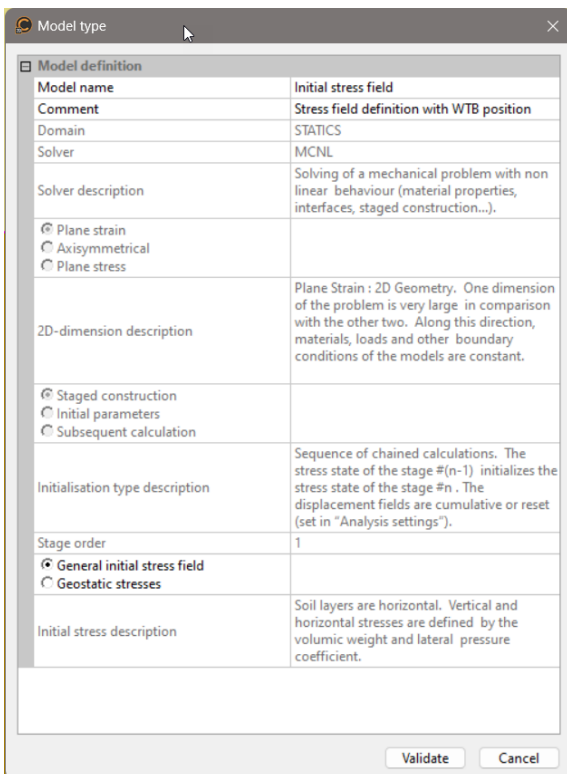 Model type
Model definition
Model name
Initial stress field
Comment
Stress field definition with WTB position
Domain
STATICS
Solver
MCNL
Solver description
Solving of a mechanical problem with non
linear behaviour (material properties,
interfaces, staged construction...).
Plane strain
Axisymmetrical
Plane stress
2D-dimension description
Plane Strain : 2D Geometry. One dimension
of the problem is very large in comparison
with the other two. Along this direction,
materials, loads and other boundary
conditions of the models are constant.
Staged construction
Initial parameters
Subsequent calculation
Initialisation type description
Sequence of chained calculations. The
stress state of the stage #(n-1) initializes the
stress state of the stage #n . The
displacement fields are cumulative or reset
(set in "Analysis settings").
Stage order
1
General initial stress field
Geostatic stresses
Initial stress description
Soil layers are horizontal. Vertical and
horizontal stresses are defined by the
volumic weight and lateral pressure
coefficient.
Validate
Cancel